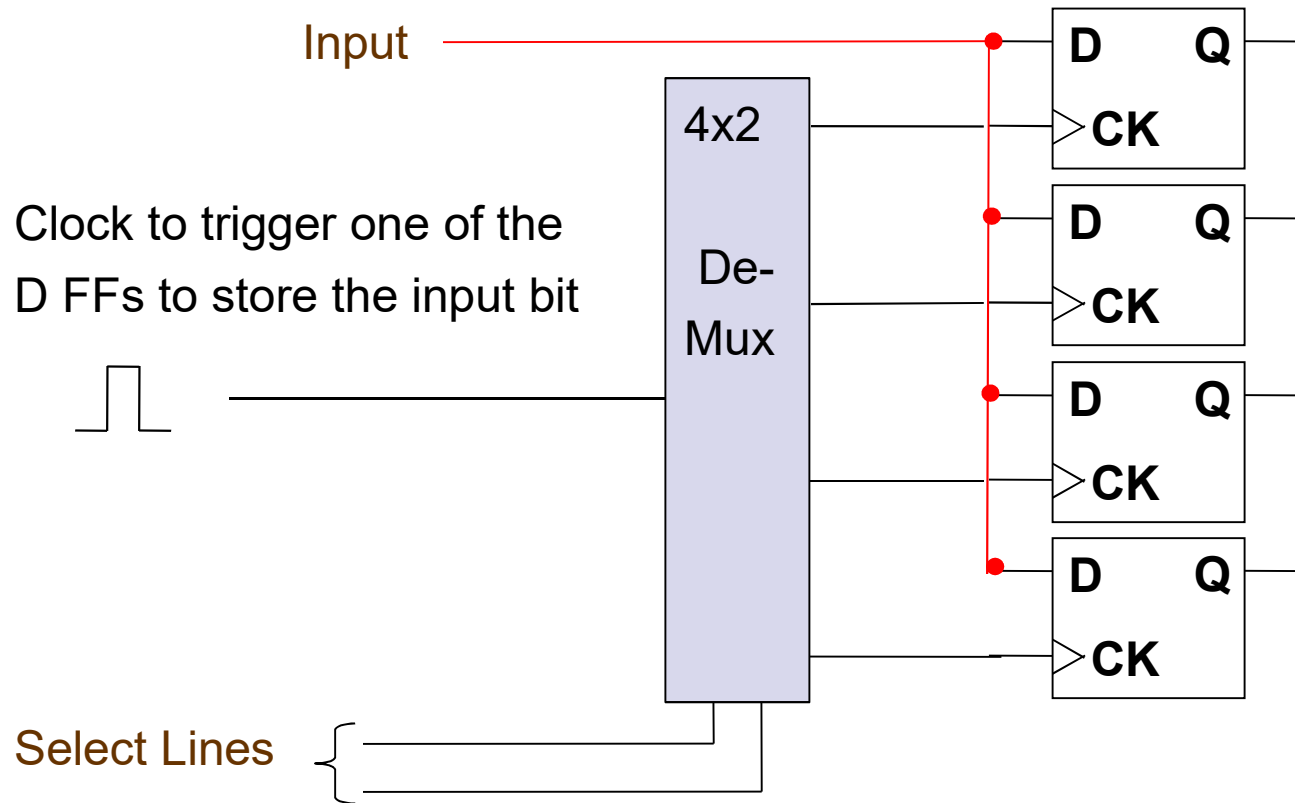 Input
D Q
CK
4x2
De-
Mux
Clock to trigger one of the
D FFs to store the input bit
D Q
CK
D Q
CK
D Q
CK
Select Lines